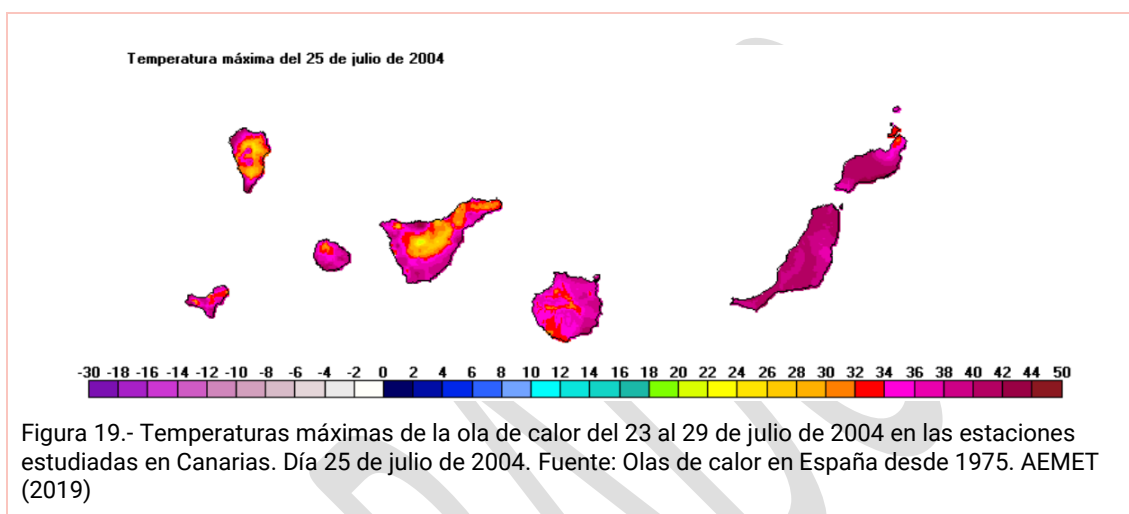 Temperatura máxima del 25 de julio de 2004
-30 -18 -16 -14 -12 -10 -8 -6 -4 -2 0 2 4 6 8 10 12 14 16 18 20 22 24 26 28 30 32 34 36 38 40 42 44 50
Figura 19.- Temperaturas máximas de la ola de calor del 23 al 29 de julio de 2004 en las estaciones
estudiadas en Canarias. Día 25 de julio de 2004. Fuente: Olas de calor en España desde 1975. AEMET
(2019)